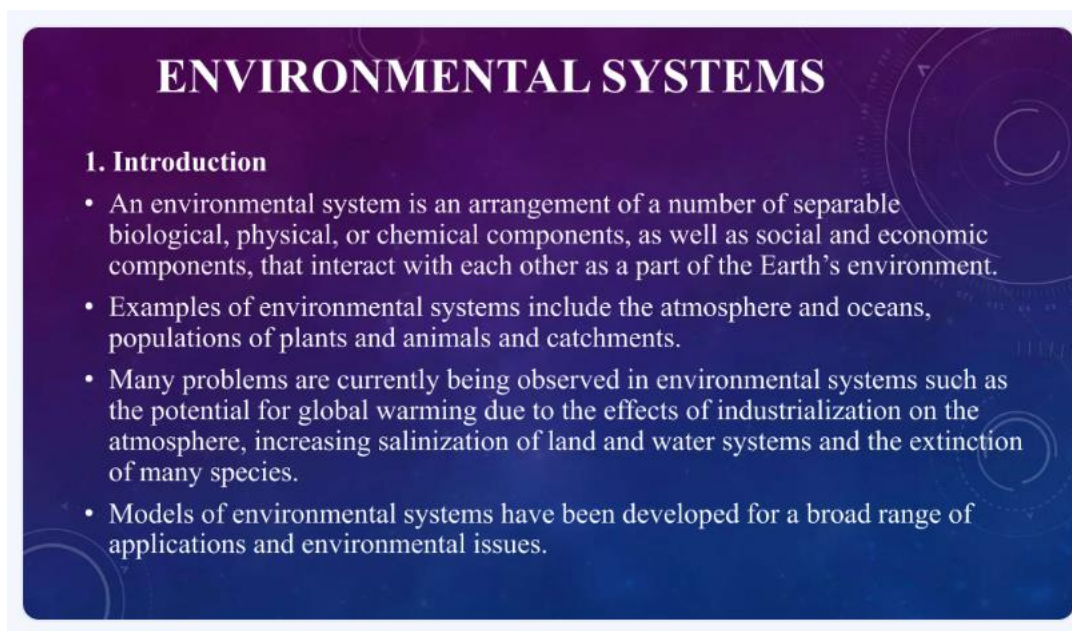 ENVIRONMENTAL SYSTEMS
1. Introduction
• An environmental system is an arrangement of a number of separable
biological, physical, or chemical components, as well as social and economic
components, that interact with each other as a part of the Earth’s environment.
• Examples of environmental systems include the atmosphere and oceans,
populations of plants and animals and catchments.
• Many problems are currently being observed in environmental systems such as
the potential for global warming due to the effects of industrialization on the
atmosphere, increasing salinization of land and water systems and the extinction
of many species.
• Models of environmental systems have been developed for a broad range of
applications and environmental issues.